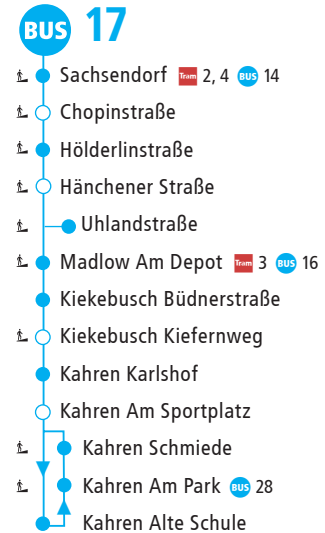 BUS 17
Sachsendorf Tram 2, 4 BUS 14
Chopinstraße
Hölderlinstraße
Hänchener Straße
Uhlandstraße
Madlow Am Depot Tram 3 BUS 16
Kiekebusch Büdnerstraße
Kiekebusch Kiefernweg
Kahren Karlshof
Kahren Am Sportplatz
Kahren Schmiede
Kahren Am Park BUS 28
Kahren Alte Schule